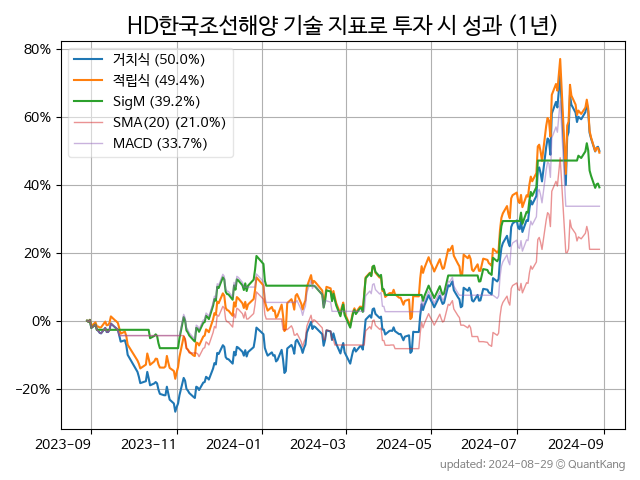 HD한국조선해양 기술 지표로 투자 시 성과 (1년)
80%
60%
40%
20%
0%
−20%
거치식 (50.0%)
적립식 (49.4%)
SigM (39.2%)
SMA(20) (21.0%)
MACD (33.7%)
2023-09 2023-11 2024-01 2024-03 2024-05 2024-07 2024-09
updated: 2024-08-29 © QuantKang